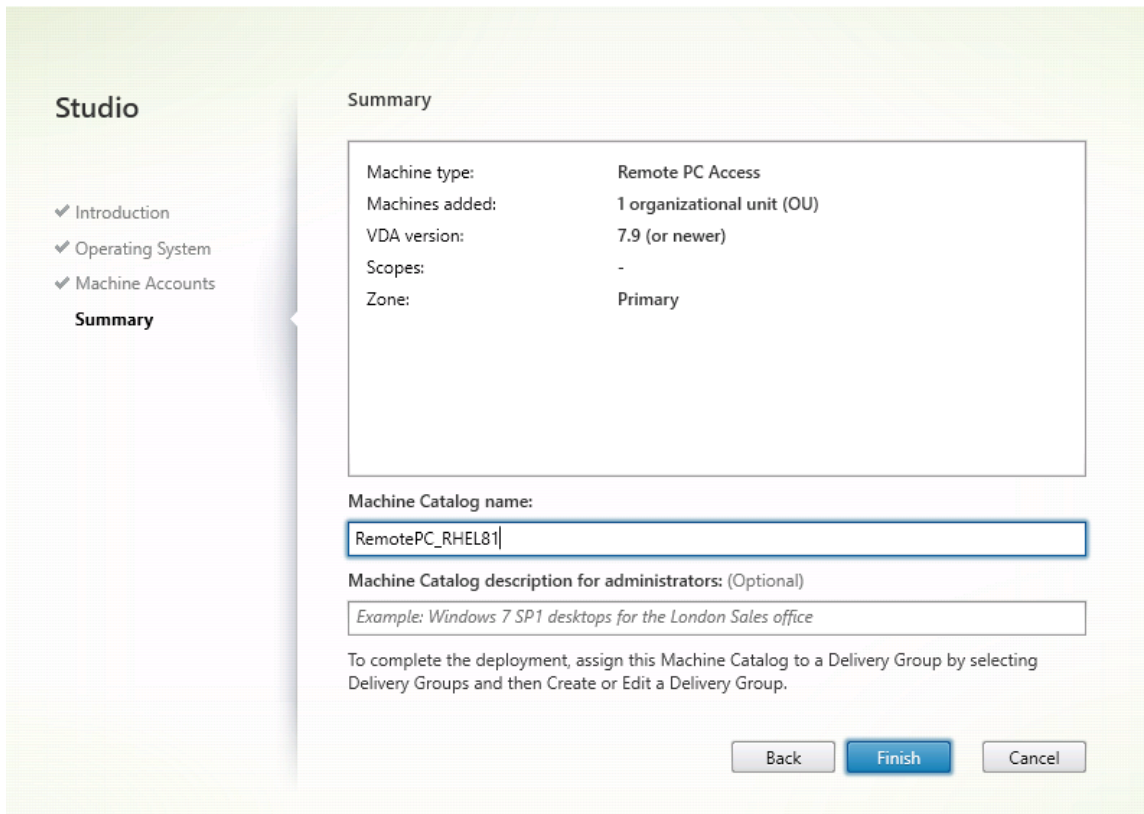 Studio
Introduction
Operating System
Machine Accounts
Summary
Summary
Machine type: Remote PC Access
Machines added: 1 organizational unit (OU)
VDA version: 7.9 (or newer)
Scopes: -
Zone: Primary
Machine Catalog name:
RemotePC_RHEL81
Machine Catalog description for administrators: (Optional)
Example: Windows 7 SP1 desktops for the London Sales office
To complete the deployment, assign this Machine Catalog to a Delivery Group by selecting
Delivery Groups and then Create or Edit a Delivery Group.
Back Finish Cancel